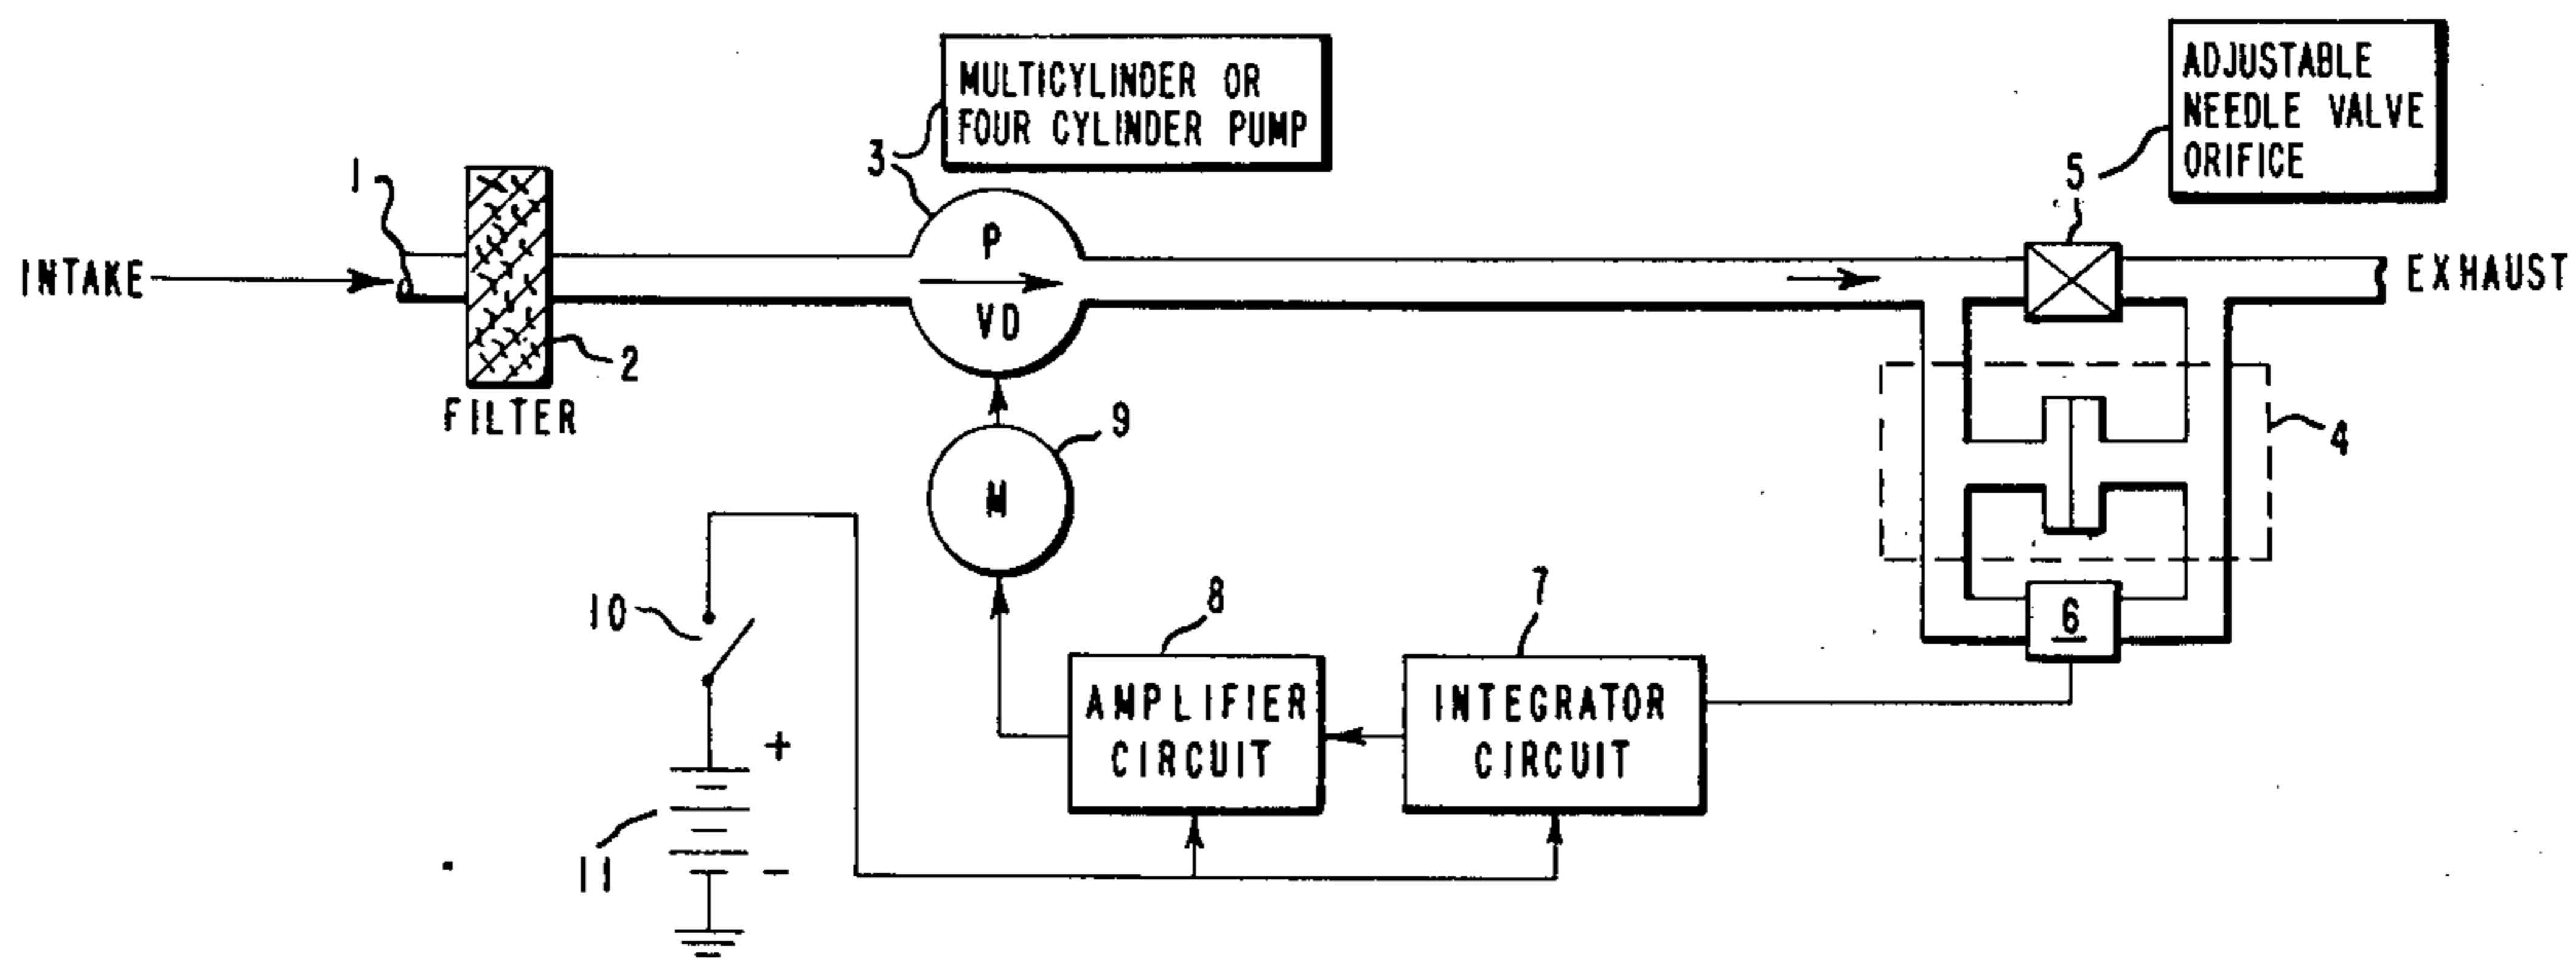 MULTICYLINDER OR
FOUR CYLINDER PUMP
ADJUSTABLE
NEEDLE VALVE
ORIFICE
1
3
5
INTAKE
P
VD
EXHAUST
2
FILTER
9
4
M
10
8
7
6
AMPLIFIER
CIRCUIT
INTEGRATOR
CIRCUIT
+
11
−